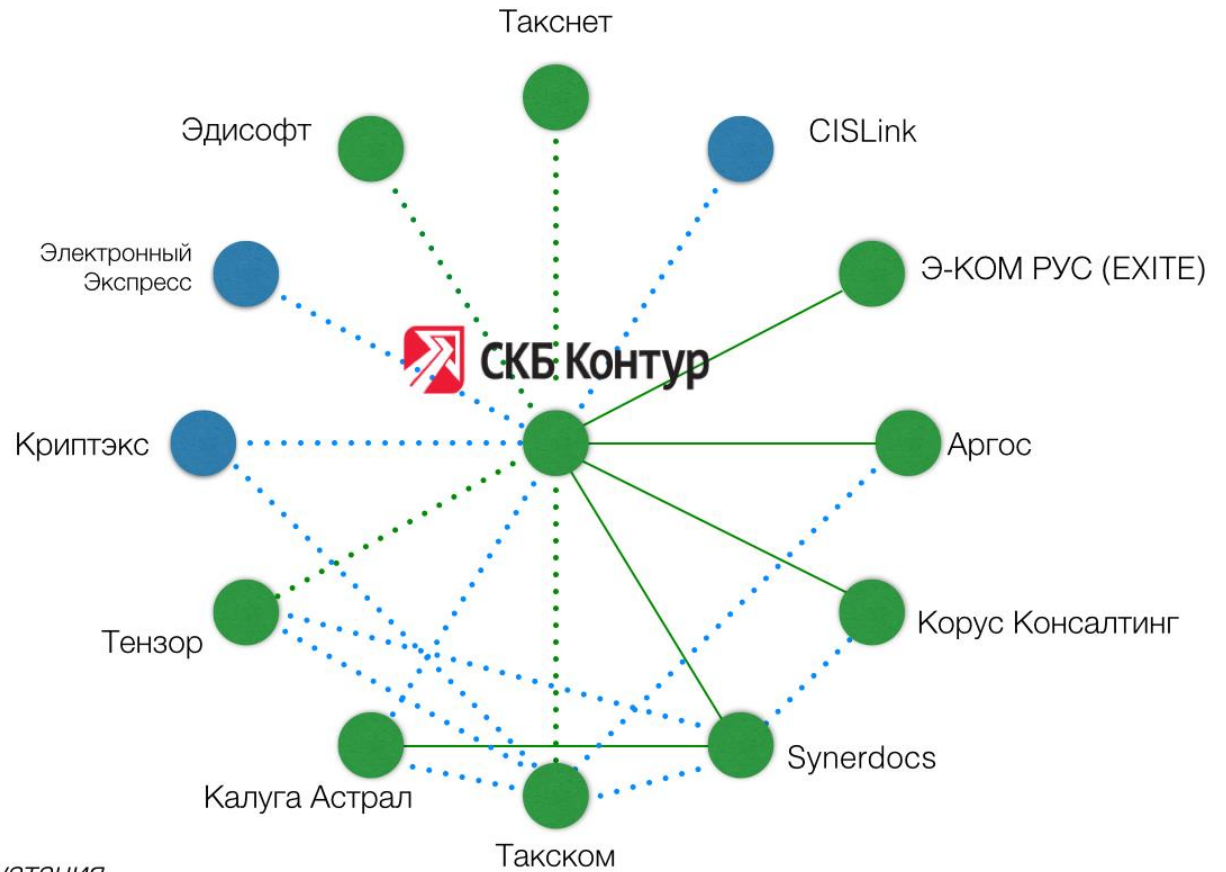 Такснет
Эдисофт
CISLink
Электронный
Экспресс
Э-КОМ РУС (EXITE)
СКБ Контур
Криптэкс
Аргос
Тензор
Корус Консалтинг
Synerdocs
Калуга Астрал
Такском